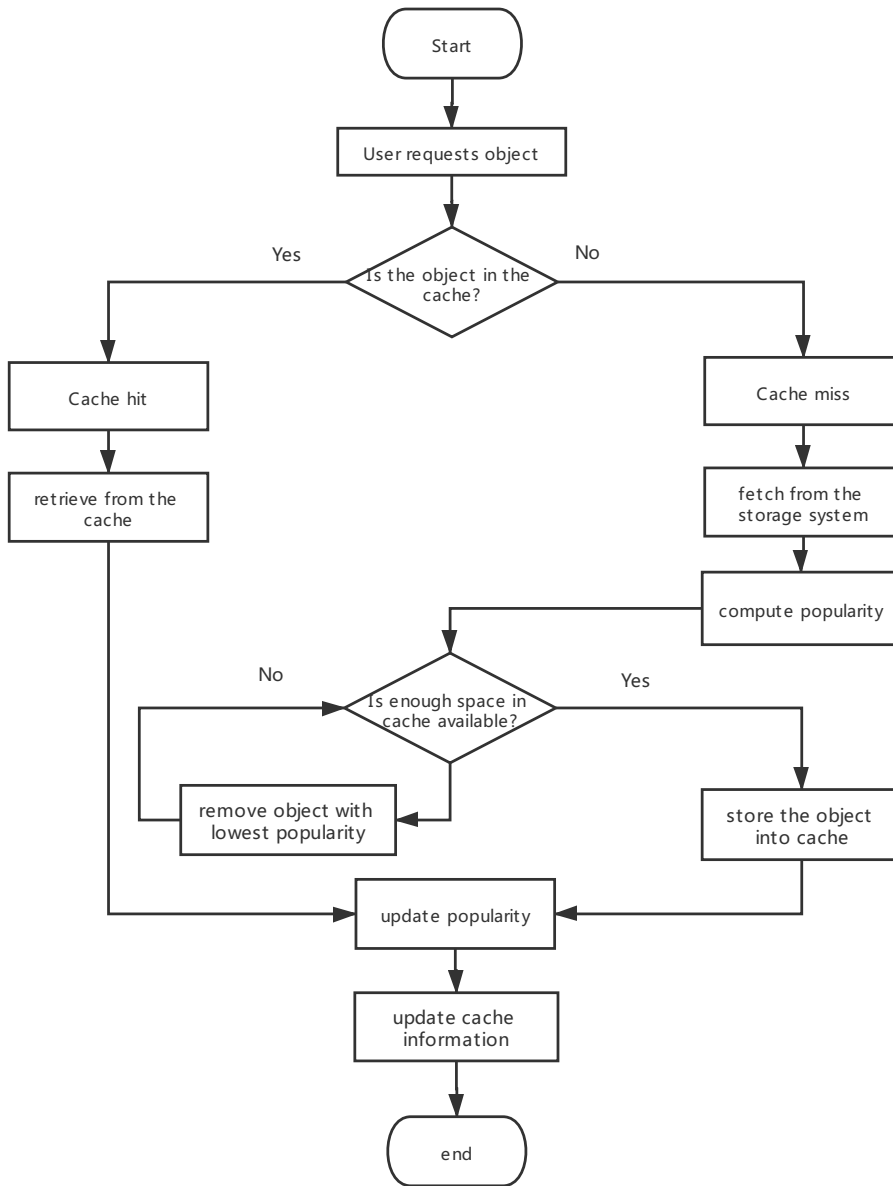 Start
User requests object
Yes
No
Is the object in the
cache?
Cache hit
Cache miss
retrieve from the
cache
fetch from the
storage system
compute popularity
No
Yes
Is enough space in
cache available?
remove object with
lowest popularity
store the object
into cache
update popularity
update cache
information
end